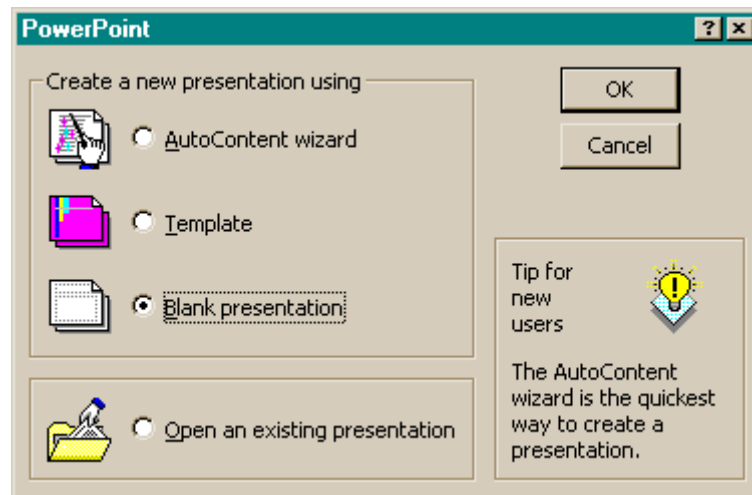 PowerPoint
Create a new presentation using
AutoContent wizard
Template
Blank presentation
Open an existing presentation
OK
Cancel
Tip for
new
users
The AutoContent
wizard is the quickest
way to create a
presentation.